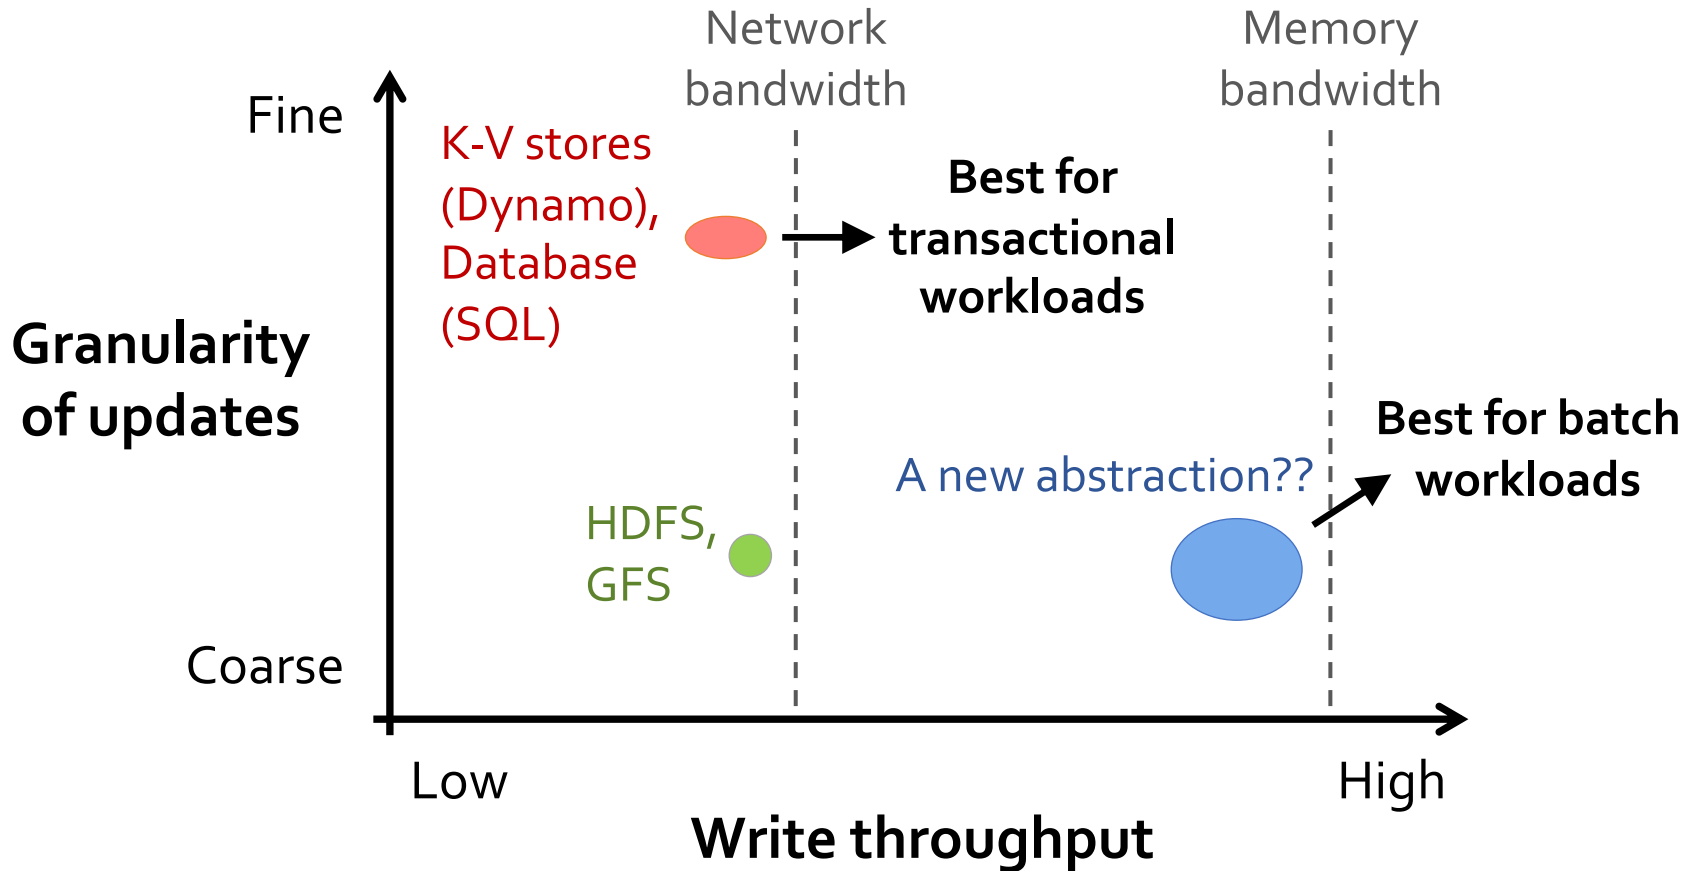 Network
bandwidth
Memory
bandwidth
Fine
K-V stores
(Dynamo),
Database
(SQL)
Best for
transactional
workloads
Granularity
of updates
Best for batch
workloads
A new abstraction??
HDFS,
GFS
Coarse
Low
High
Write throughput